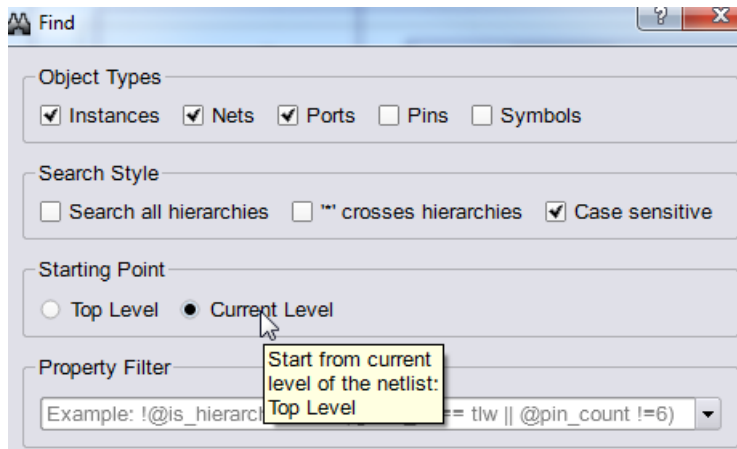 Find
Object Types
Instances Nets Ports Pins Symbols
Search Style
Search all hierarchies '*' crosses hierarchies Case sensitive
Starting Point
Top Level Current Level
Start from current
level of the netlist:
Top Level
Property Filter
Example: !@is_hierarch == tlw || @pin_count !=6)